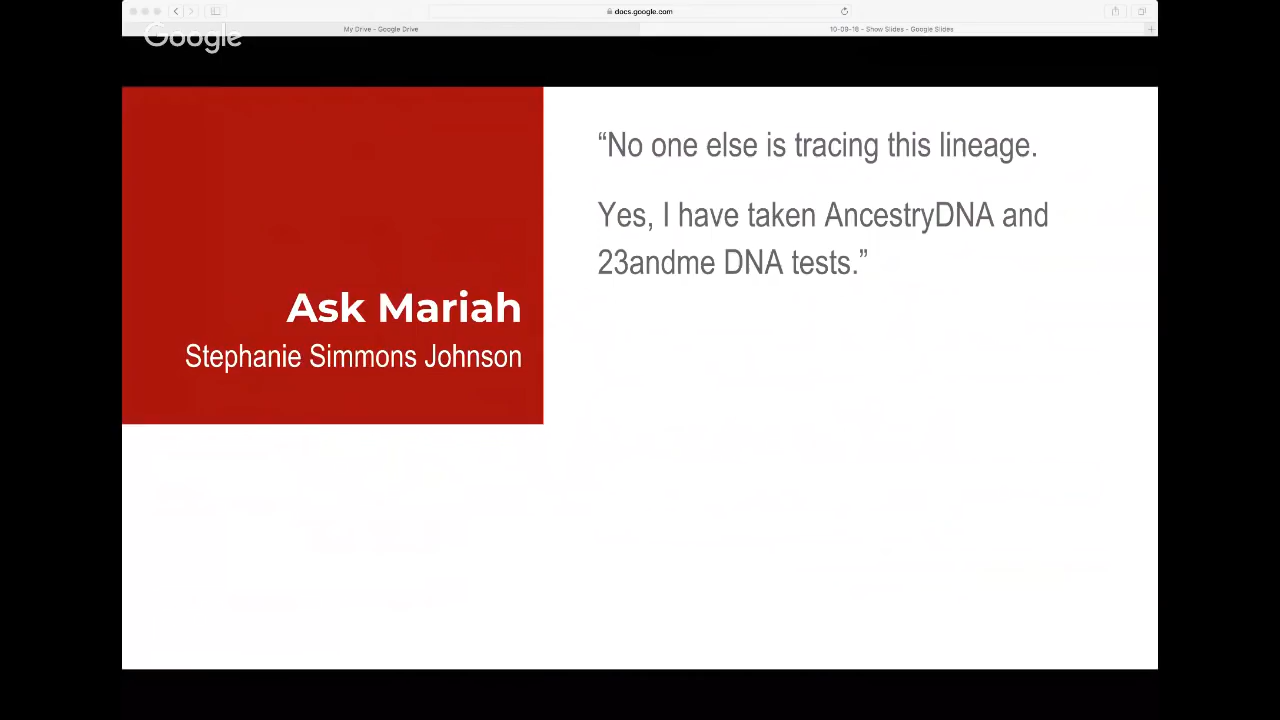 docs.google.com
My Drive - Google Drive
10-09-18 - Show Slides - Google Slides
Google
“No one else is tracing this lineage.
Yes, I have taken AncestryDNA and
23andme DNA tests.”
Ask Mariah
Stephanie Simmons Johnson